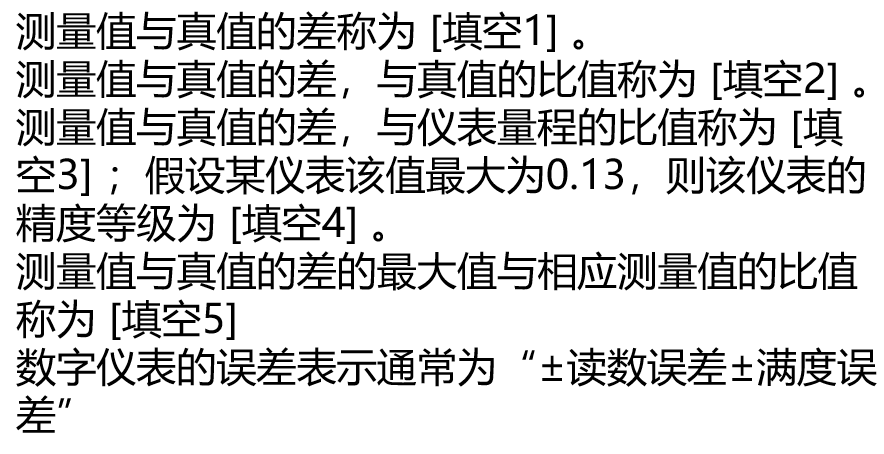 测量值与真值的差称为 [填空1] 。
测量值与真值的差，与真值的比值称为 [填空2] 。
测量值与真值的差，与仪表量程的比值称为 [填
空3] ；假设某仪表该值最大为0.13，则该仪表的
精度等级为 [填空4] 。
测量值与真值的差的最大值与相应测量值的比值
称为 [填空5]
数字仪表的误差表示通常为“±读数误差±满度误
差”